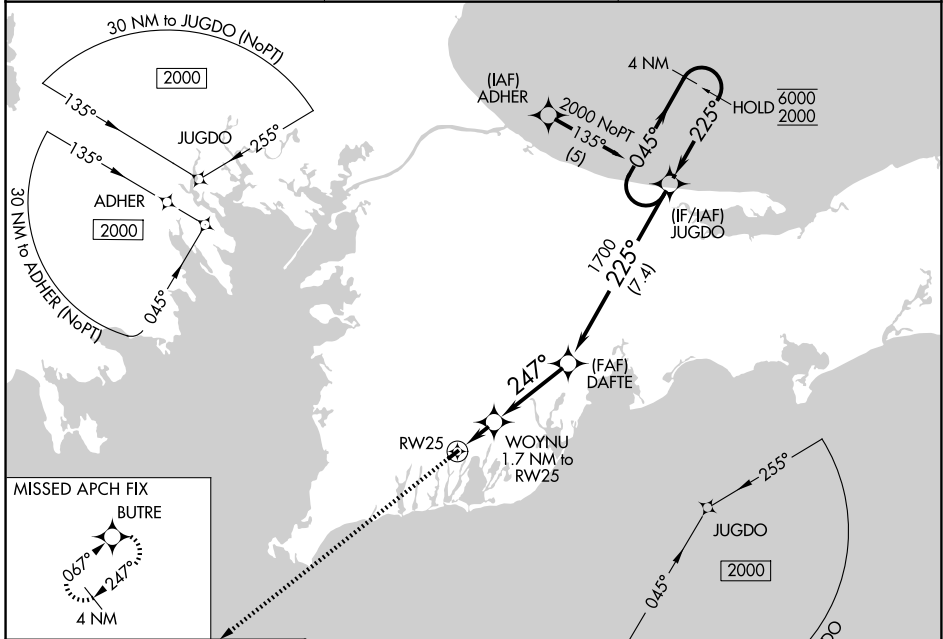 30 NM to JUGDO (NoPT)
2000
135°
JUGDO
255°
135°
ADHER
2000
30 NM to ADHER (NoPT)
045°
(IAF)
ADHER
2000 NoPT
135°
(5)
4 NM
HOLD 6000
2000
045°
225°
(IF/IAF)
JUGDO
1700
225°
(7.4)
(FAF)
DAFTE
247°
RW25
WOYNU
1.7 NM to
RW25
MISSED APCH FIX
BUTRE
067°
247°
4 NM
255°
JUGDO
2000
045°
DO